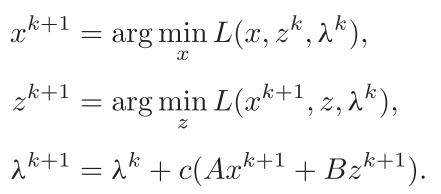 x^{k+1} = arg min_x L(x, z^k, λ^k),
z^{k+1} = arg min_z L(x^{k+1}, z, λ^k),
λ^{k+1} = λ^k + c(Ax^{k+1} + Bz^{k+1}).